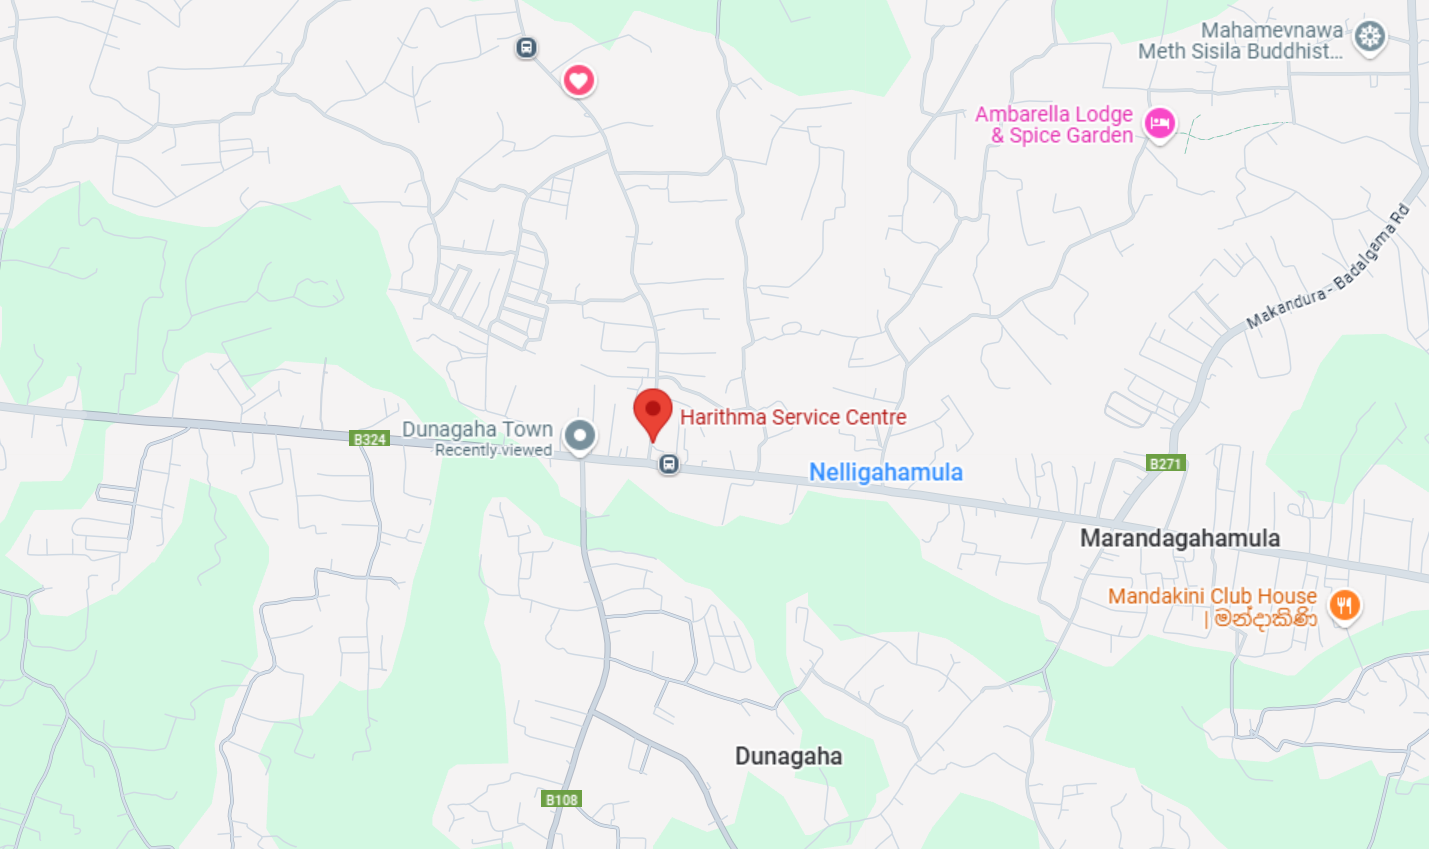 Mahamevnawa
Meth Sisila Buddhist...
Ambarella Lodge
& Spice Garden
Makandura - Badalgama Rd
Harithma Service Centre
Dunagaha Town
Recently viewed
B324
Nelligahamula
B271
Marandagahamula
Mandakini Club House
| මන්දාකිණි
Dunagaha
B108